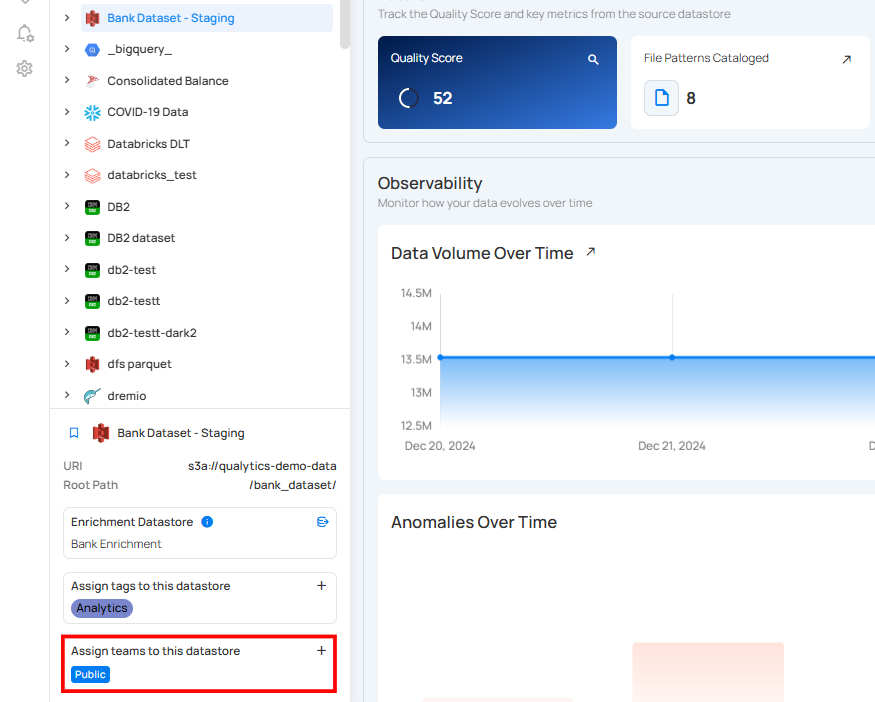 Bank Dataset - Staging
_bigquery_
Consolidated Balance
COVID-19 Data
Databricks DLT
databricks_test
DB2
DB2 dataset
db2-test
db2-testt
db2-testt-dark2
dfs parquet
dremio
Bank Dataset - Staging
URI s3a://qualytics-demo-data
Root Path /bank_dataset/
Enrichment Datastore
Bank Enrichment
Assign tags to this datastore +
Analytics
Assign teams to this datastore +
Public
Track the Quality Score and key metrics from the source datastore
Quality Score
52
File Patterns Cataloged
8
Observability
Monitor how your data evolves over time
Data Volume Over Time
14.5M
14M
13.5M
13M
12.5M
Dec 20, 2024 Dec 21, 2024 D
Anomalies Over Time